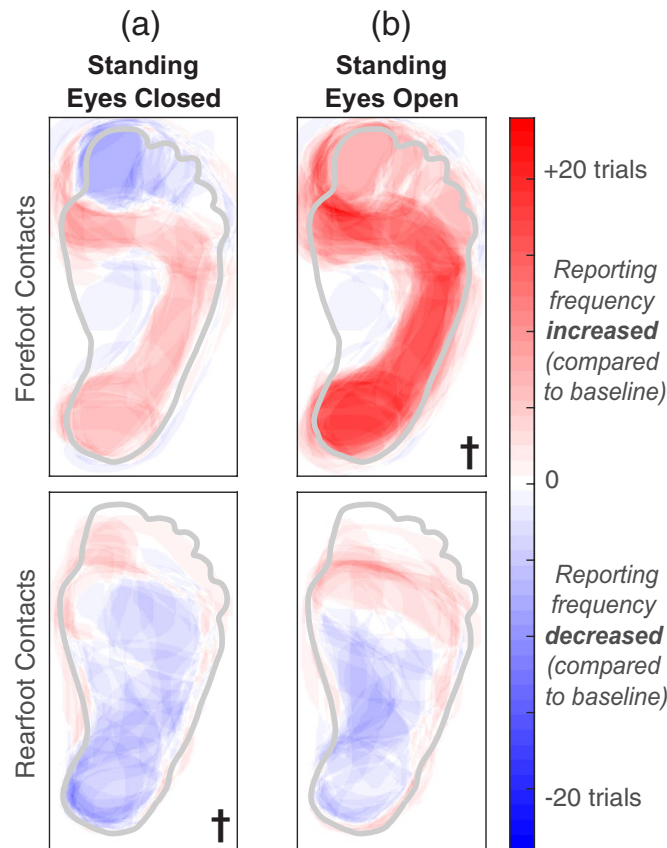 (a)
(b)
Standing
Eyes Closed
Standing
Eyes Open
Forefoot Contacts
†
Rearfoot Contacts
†
+20 trials
Reporting
frequency
increased
(compared
to baseline)
0
Reporting
frequency
decreased
(compared
to baseline)
-20 trials